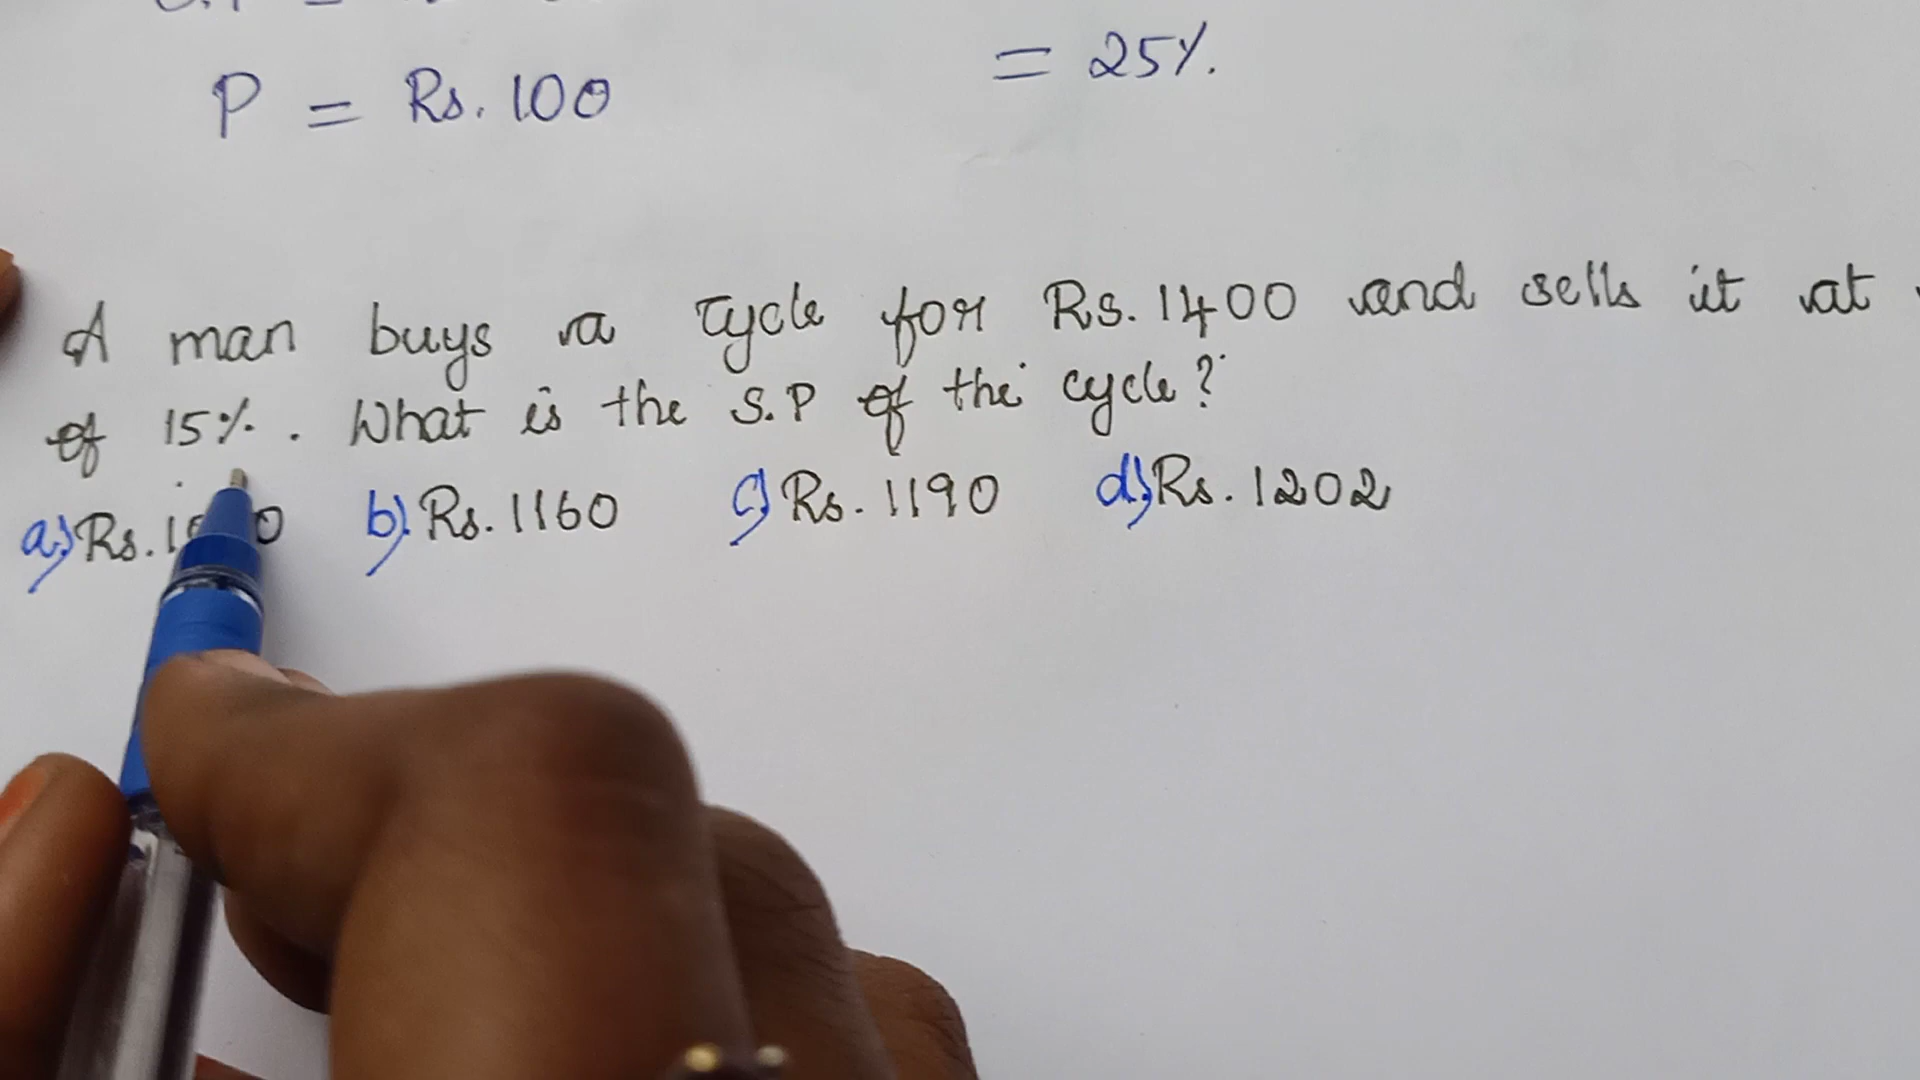 P = Rs. 100
= 25%.
A man buys a cycle for Rs. 1400 and sells it at
of 15%. What is the S.P of the cycle?
a) Rs. b) Rs. 1160 c) Rs. 1190 d) Rs. 1202